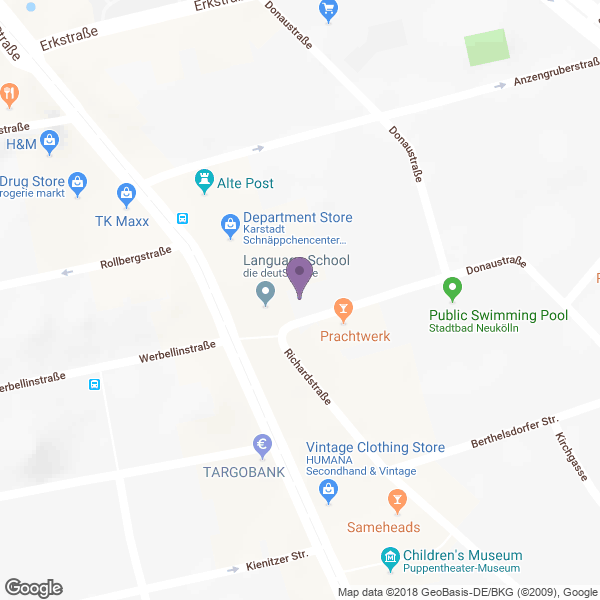 Erkstraße
Donaustraße
straße
Anzengruberstraße
straße
H&M
Donaustraße
Drug Store
rogerie markt
Alte Post
TK Maxx
Department Store
Karstadt
Schnäppchencenter...
Rollbergstraße
Language School
die deutSCHule
Donaustraße
Public Swimming Pool
Stadtbad Neukölln
Prachtwerk
Werbellinstraße
erbellinstraße
Richardstraße
Berthelsdorfer Str.
Kirchgasse
Vintage Clothing Store
HUMANA
Secondhand & Vintage
TARGOBANK
Sameheads
Children's Museum
Puppentheater-Museum
Kienitzer Str.
Google
Map data ©2018 GeoBasis-DE/BKG (©2009), Google